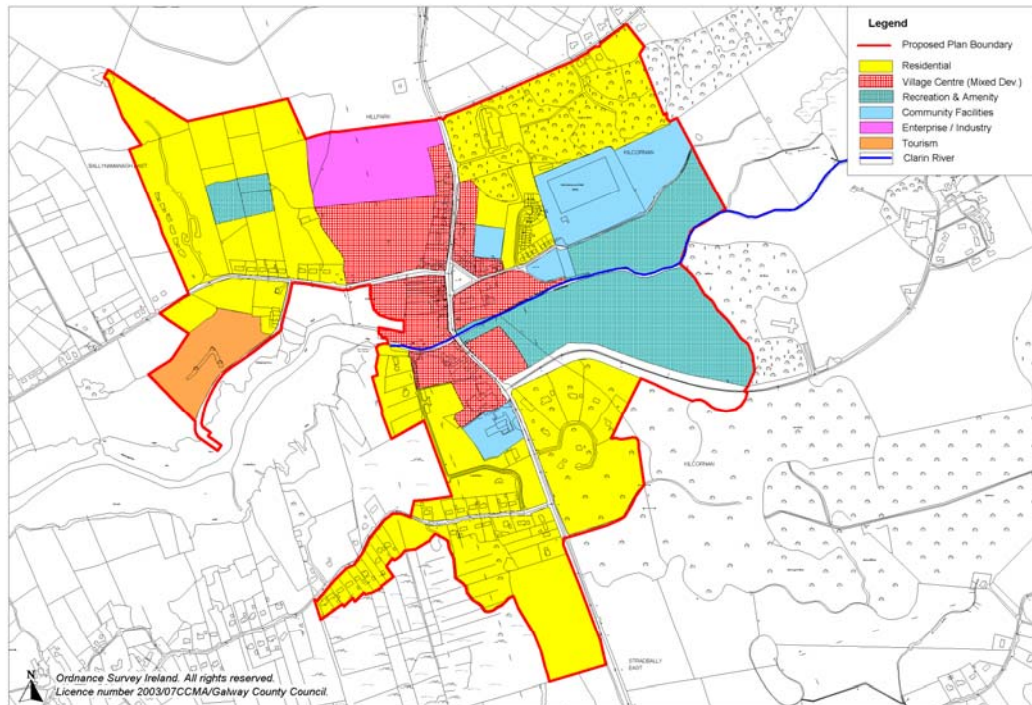 Legend
Proposed Plan Boundary
Residential
Village Centre (Mixed Dev.)
Recreation & Amenity
Community Facilities
Enterprise / Industry
Tourism
Clarin River
HILLPARK
KILCORNAN
KILCORNAN
STRADBALLY
EAST
N
Ordnance Survey Ireland. All rights reserved.
Licence number 2003/07CCMA/Galway County Council.